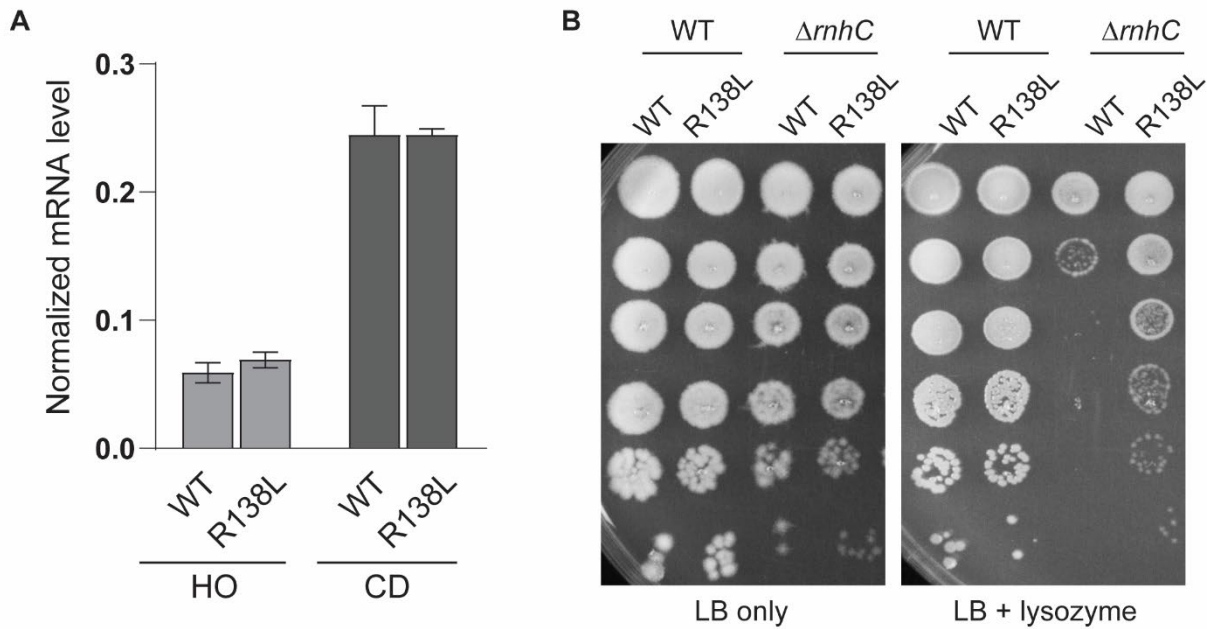 A
Normalized mRNA level
0.3
0.2
0.1
0.0
WT
R138L
WT
R138L
HO
CD
B
WT
ΔrnhC
WT
R138L
WT
R138L
LB only
WT
ΔrnhC
WT
R138L
WT
R138L
LB + lysozyme